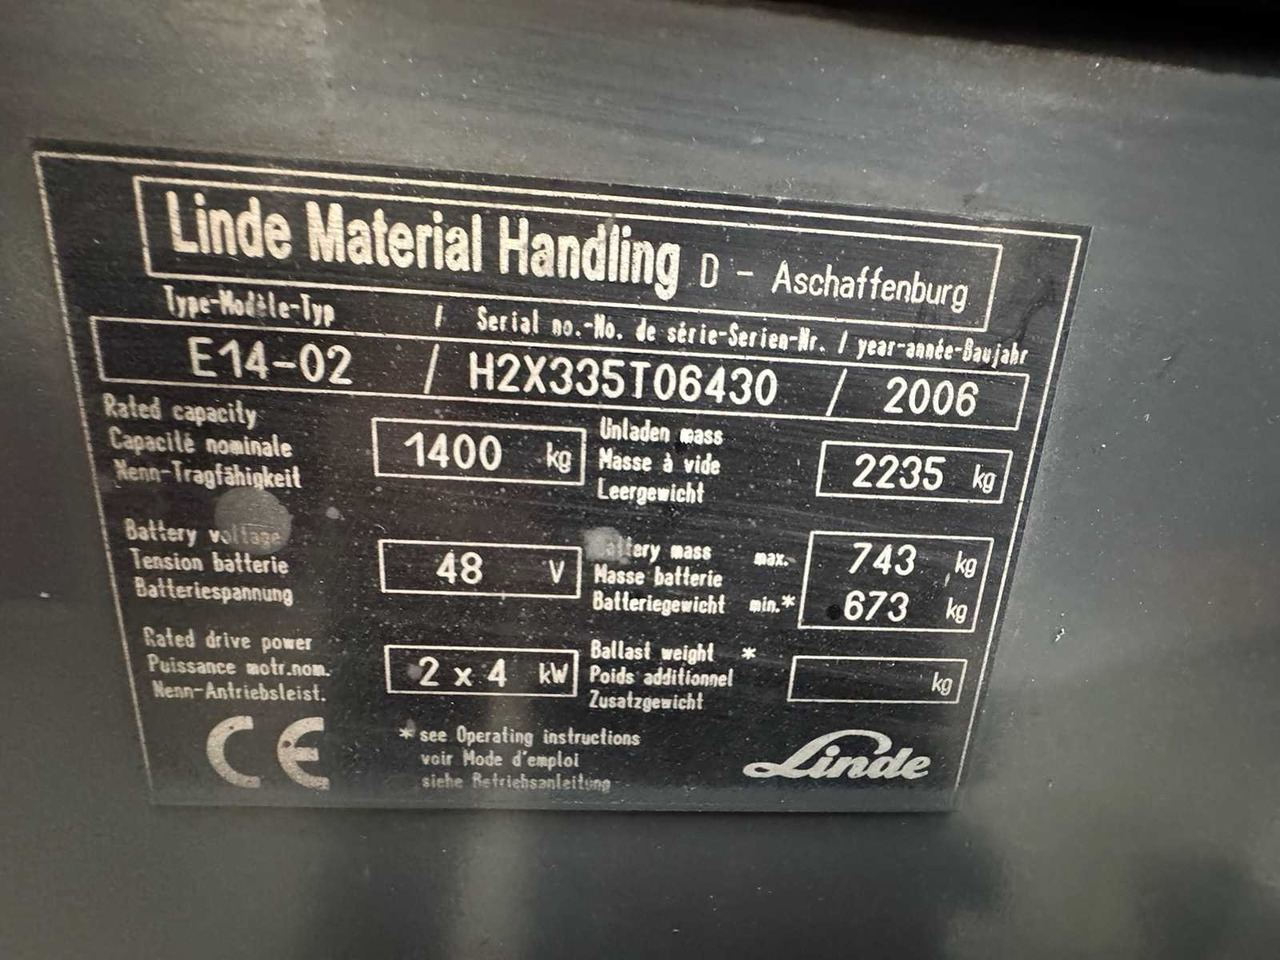 Linde Material Handling D - Aschaffenburg
Type-Modèle-Typ / Serial no.-No. de série-Serien-Nr. / year-année-Baujahr
E14-02 / H2X335T06430 / 2006
Rated capacity
Capacité nominale
Nenn-Tragfähigkeit
1400 kg
Unladen mass
Masse à vide
Leergewicht
2235 kg
Battery voltage
Tension batterie
Batteriespannung
48 V
Battery mass max. 743 kg
Masse batterie
Batteriegewicht min.* 673 kg
Rated drive power
Puissance motr.nom.
Nenn-Antriebsleist.
2 x 4 kW
Ballast weight *
Poids additionnel
Zusatzgewicht
kg
CE
* see Operating instructions
voir Mode d'emploi
siehe Betriebsanleitung
Linde